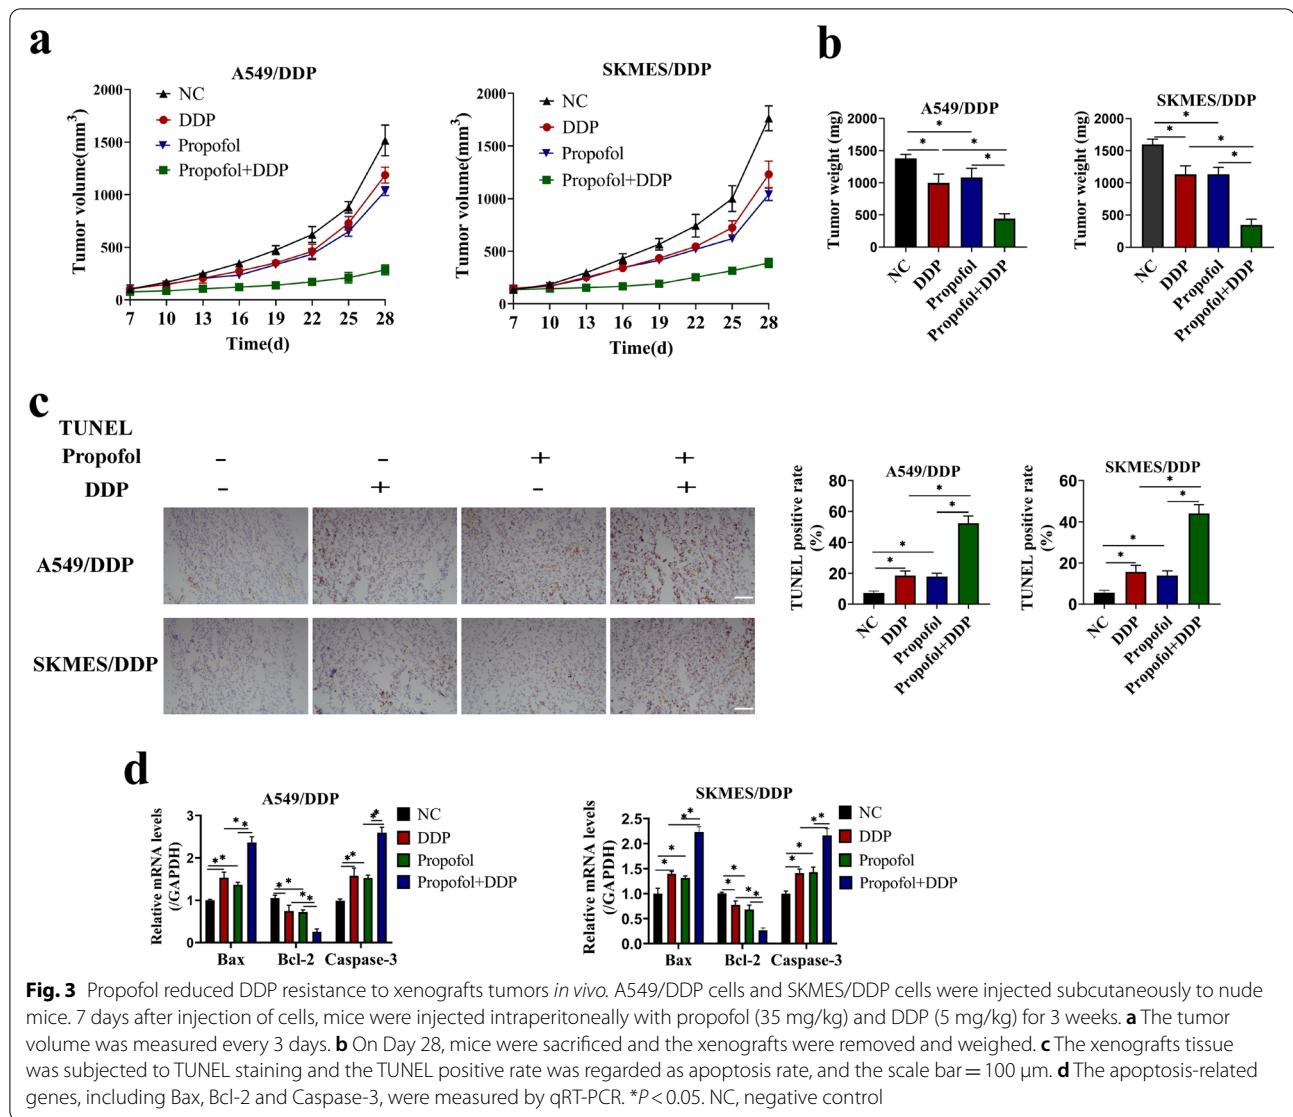 a
A549/DDP
Tumor volume(mm3)
2000
1500
1000
500
0
NC
DDP
Propofol
Propofol+DDP
7 10 13 16 19 22 25 28
Time(d)
SKMES/DDP
Tumor volume(mm3)
2000
1500
1000
500
0
NC
DDP
Propofol
Propofol+DDP
7 10 13 16 19 22 25 28
Time(d)
b
A549/DDP
Tumor weight (mg)
2000
1500
1000
500
0
* * * *
NC DDP Propofol Propofol+DDP
SKMES/DDP
Tumor weight (mg)
2000
1500
1000
500
0
* * * *
NC DDP Propofol Propofol+DDP
c
TUNEL
Propofol - - + +
DDP - + - +
A549/DDP
SKMES/DDP
A549/DDP
TUNEL positive rate
(%)
80
60
40
20
0
* * * *
NC DDP Propofol Propofol+DDP
SKMES/DDP
TUNEL positive rate
(%)
60
40
20
0
* * * *
NC DDP Propofol Propofol+DDP
d
A549/DDP
Relative mRNA levels
(/GAPDH)
3
2
1
0
** ** ** ** ** **
Bax Bcl-2 Caspase-3
NC
DDP
Propofol
Propofol+DDP
SKMES/DDP
Relative mRNA levels
(/GAPDH)
2.5
2.0
1.5
1.0
0.5
0.0
* * ** * * ** * * **
Bax Bcl-2 Caspase-3
NC
DDP
Propofol
Propofol+DDP
Fig. 3 Propofol reduced DDP resistance to xenografts tumors in vivo. A549/DDP cells and SKMES/DDP cells were injected subcutaneously to nude
mice. 7 days after injection of cells, mice were injected intraperitoneally with propofol (35 mg/kg) and DDP (5 mg/kg) for 3 weeks. a The tumor
volume was measured every 3 days. b On Day 28, mice were sacrificed and the xenografts were removed and weighed. c The xenografts tissue
was subjected to TUNEL staining and the TUNEL positive rate was regarded as apoptosis rate, and the scale bar = 100 μm. d The apoptosis-related
genes, including Bax, Bcl-2 and Caspase-3, were measured by qRT-PCR. *P < 0.05. NC, negative control